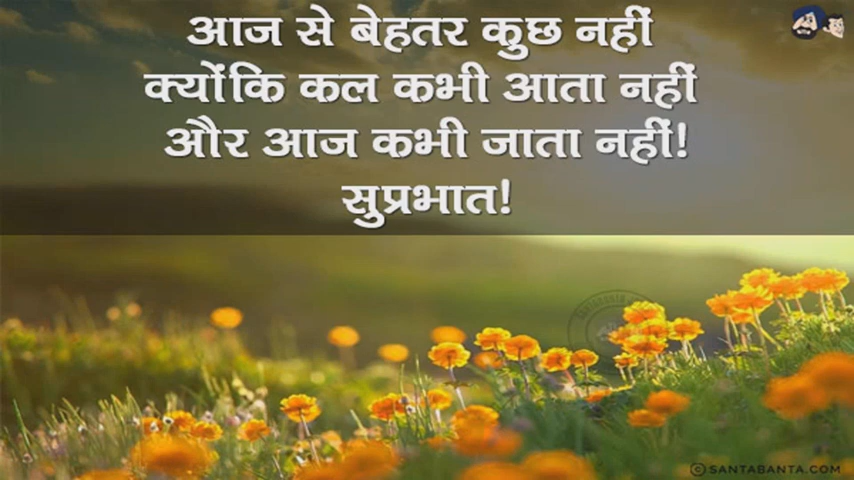 आज से बेहतर कुछ नहीं
क्योंकि कल कभी आता नहीं
और आज कभी जाता नहीं!
सुप्रभात!
© SANTABANTA.COM